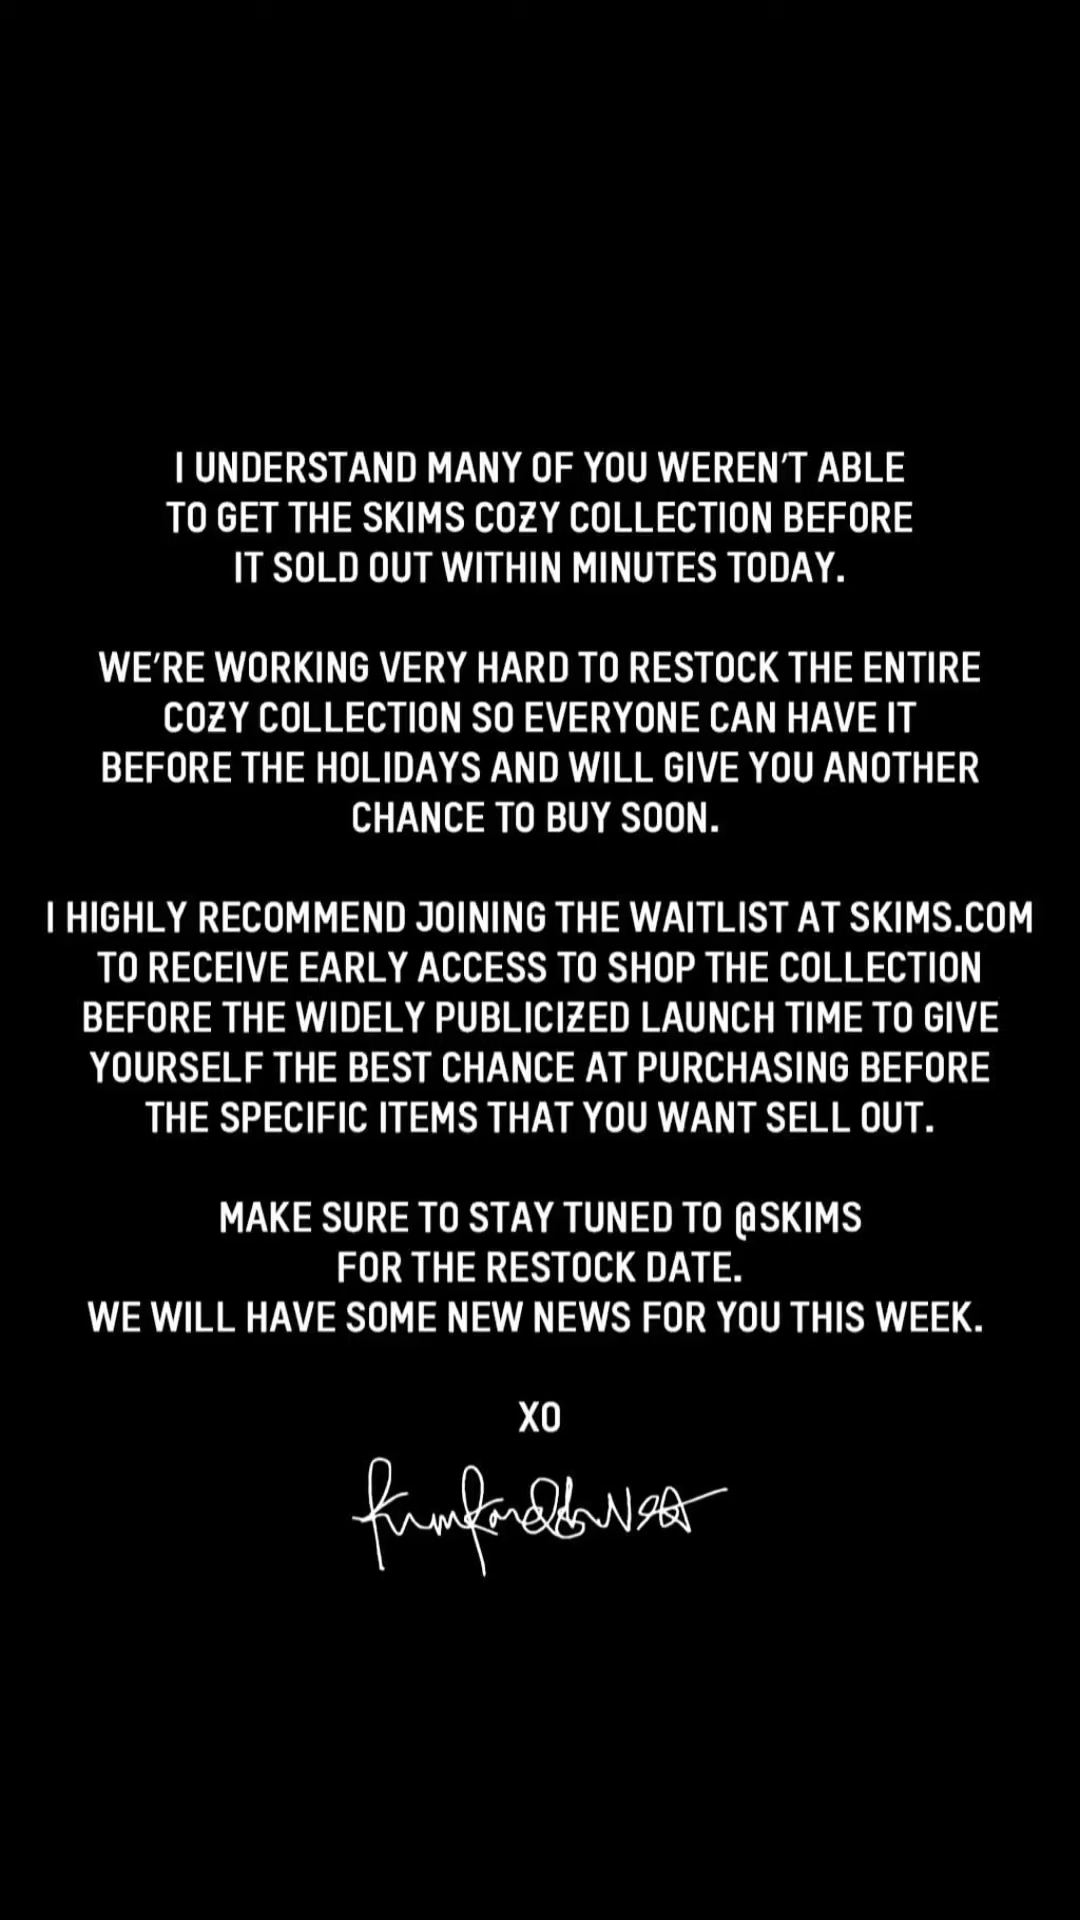 I UNDERSTAND MANY OF YOU WEREN'T ABLE
TO GET THE SKIMS COZY COLLECTION BEFORE
IT SOLD OUT WITHIN MINUTES TODAY.
WE'RE WORKING VERY HARD TO RESTOCK THE ENTIRE
COZY COLLECTION SO EVERYONE CAN HAVE IT
BEFORE THE HOLIDAYS AND WILL GIVE YOU ANOTHER
CHANCE TO BUY SOON.
I HIGHLY RECOMMEND JOINING THE WAITLIST AT SKIMS.COM
TO RECEIVE EARLY ACCESS TO SHOP THE COLLECTION
BEFORE THE WIDELY PUBLICIZED LAUNCH TIME TO GIVE
YOURSELF THE BEST CHANCE AT PURCHASING BEFORE
THE SPECIFIC ITEMS THAT YOU WANT SELL OUT.
MAKE SURE TO STAY TUNED TO @SKIMS
FOR THE RESTOCK DATE.
WE WILL HAVE SOME NEW NEWS FOR YOU THIS WEEK.
XO